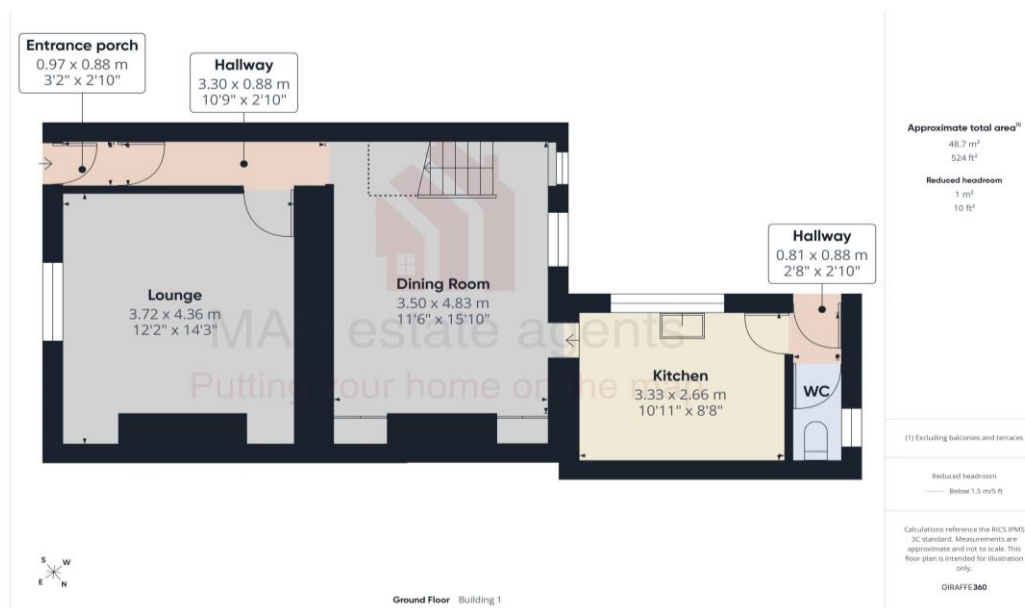 Entrance porch
0.97 x 0.88 m
3'2" x 2'10"
Hallway
3.30 x 0.88 m
10'9" x 2'10"
Lounge
3.72 x 4.36 m
12'2" x 14'3"
Dining Room
3.50 x 4.83 m
11'6" x 15'10"
Hallway
0.81 x 0.88 m
2'8" x 2'10"
Kitchen
3.33 x 2.66 m
10'11" x 8'8"
WC
MAP estate agents
Putting your home on the map
S W
E N
Ground Floor Building 1
Approximate total area(1)
48.7 m²
524 ft²
Reduced headroom
1 m²
10 ft²
(1) Excluding balconies and terraces
Reduced headroom
Below 1.5 m/5 ft
Calculations reference the RICS IPMS
3C standard. Measurements are
approximate and not to scale. This
floor plan is intended for illustration
only.
GIRAFFE360